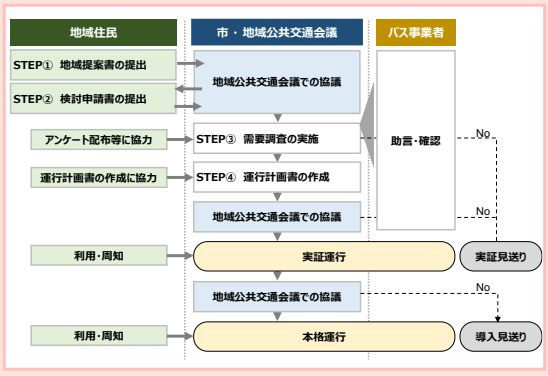 地域住民
市・地域公共交通会議
バス事業者
STEP① 地域提案書の提出
STEP② 検討申請書の提出
地域公共交通会議での協議
助言・確認
アンケート配布等に協力
STEP③ 需要調査の実施
No
運行計画書の作成に協力
STEP④ 運行計画書の作成
地域公共交通会議での協議
No
利用・周知
実証運行
実証見送り
地域公共交通会議での協議
No
利用・周知
本格運行
導入見送り